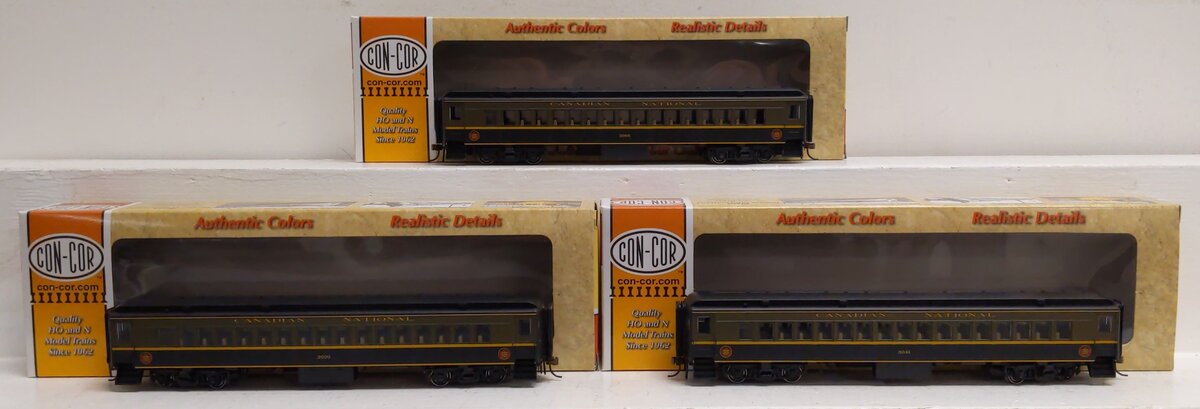 Authentic Colors Realistic Details
CON-COR
con-cor.com
Quality
HO and N
Model Trains
Since 1962
CANADIAN NATIONAL
Authentic Colors Realistic Details
CON-COR
con-cor.com
Quality
HO and N
Model Trains
Since 1962
CANADIAN NATIONAL
CON-COR
Authentic Colors Realistic Details
CON-COR
con-cor.com
Quality
HO and N
Model Trains
Since 1962
CANADIAN NATIONAL